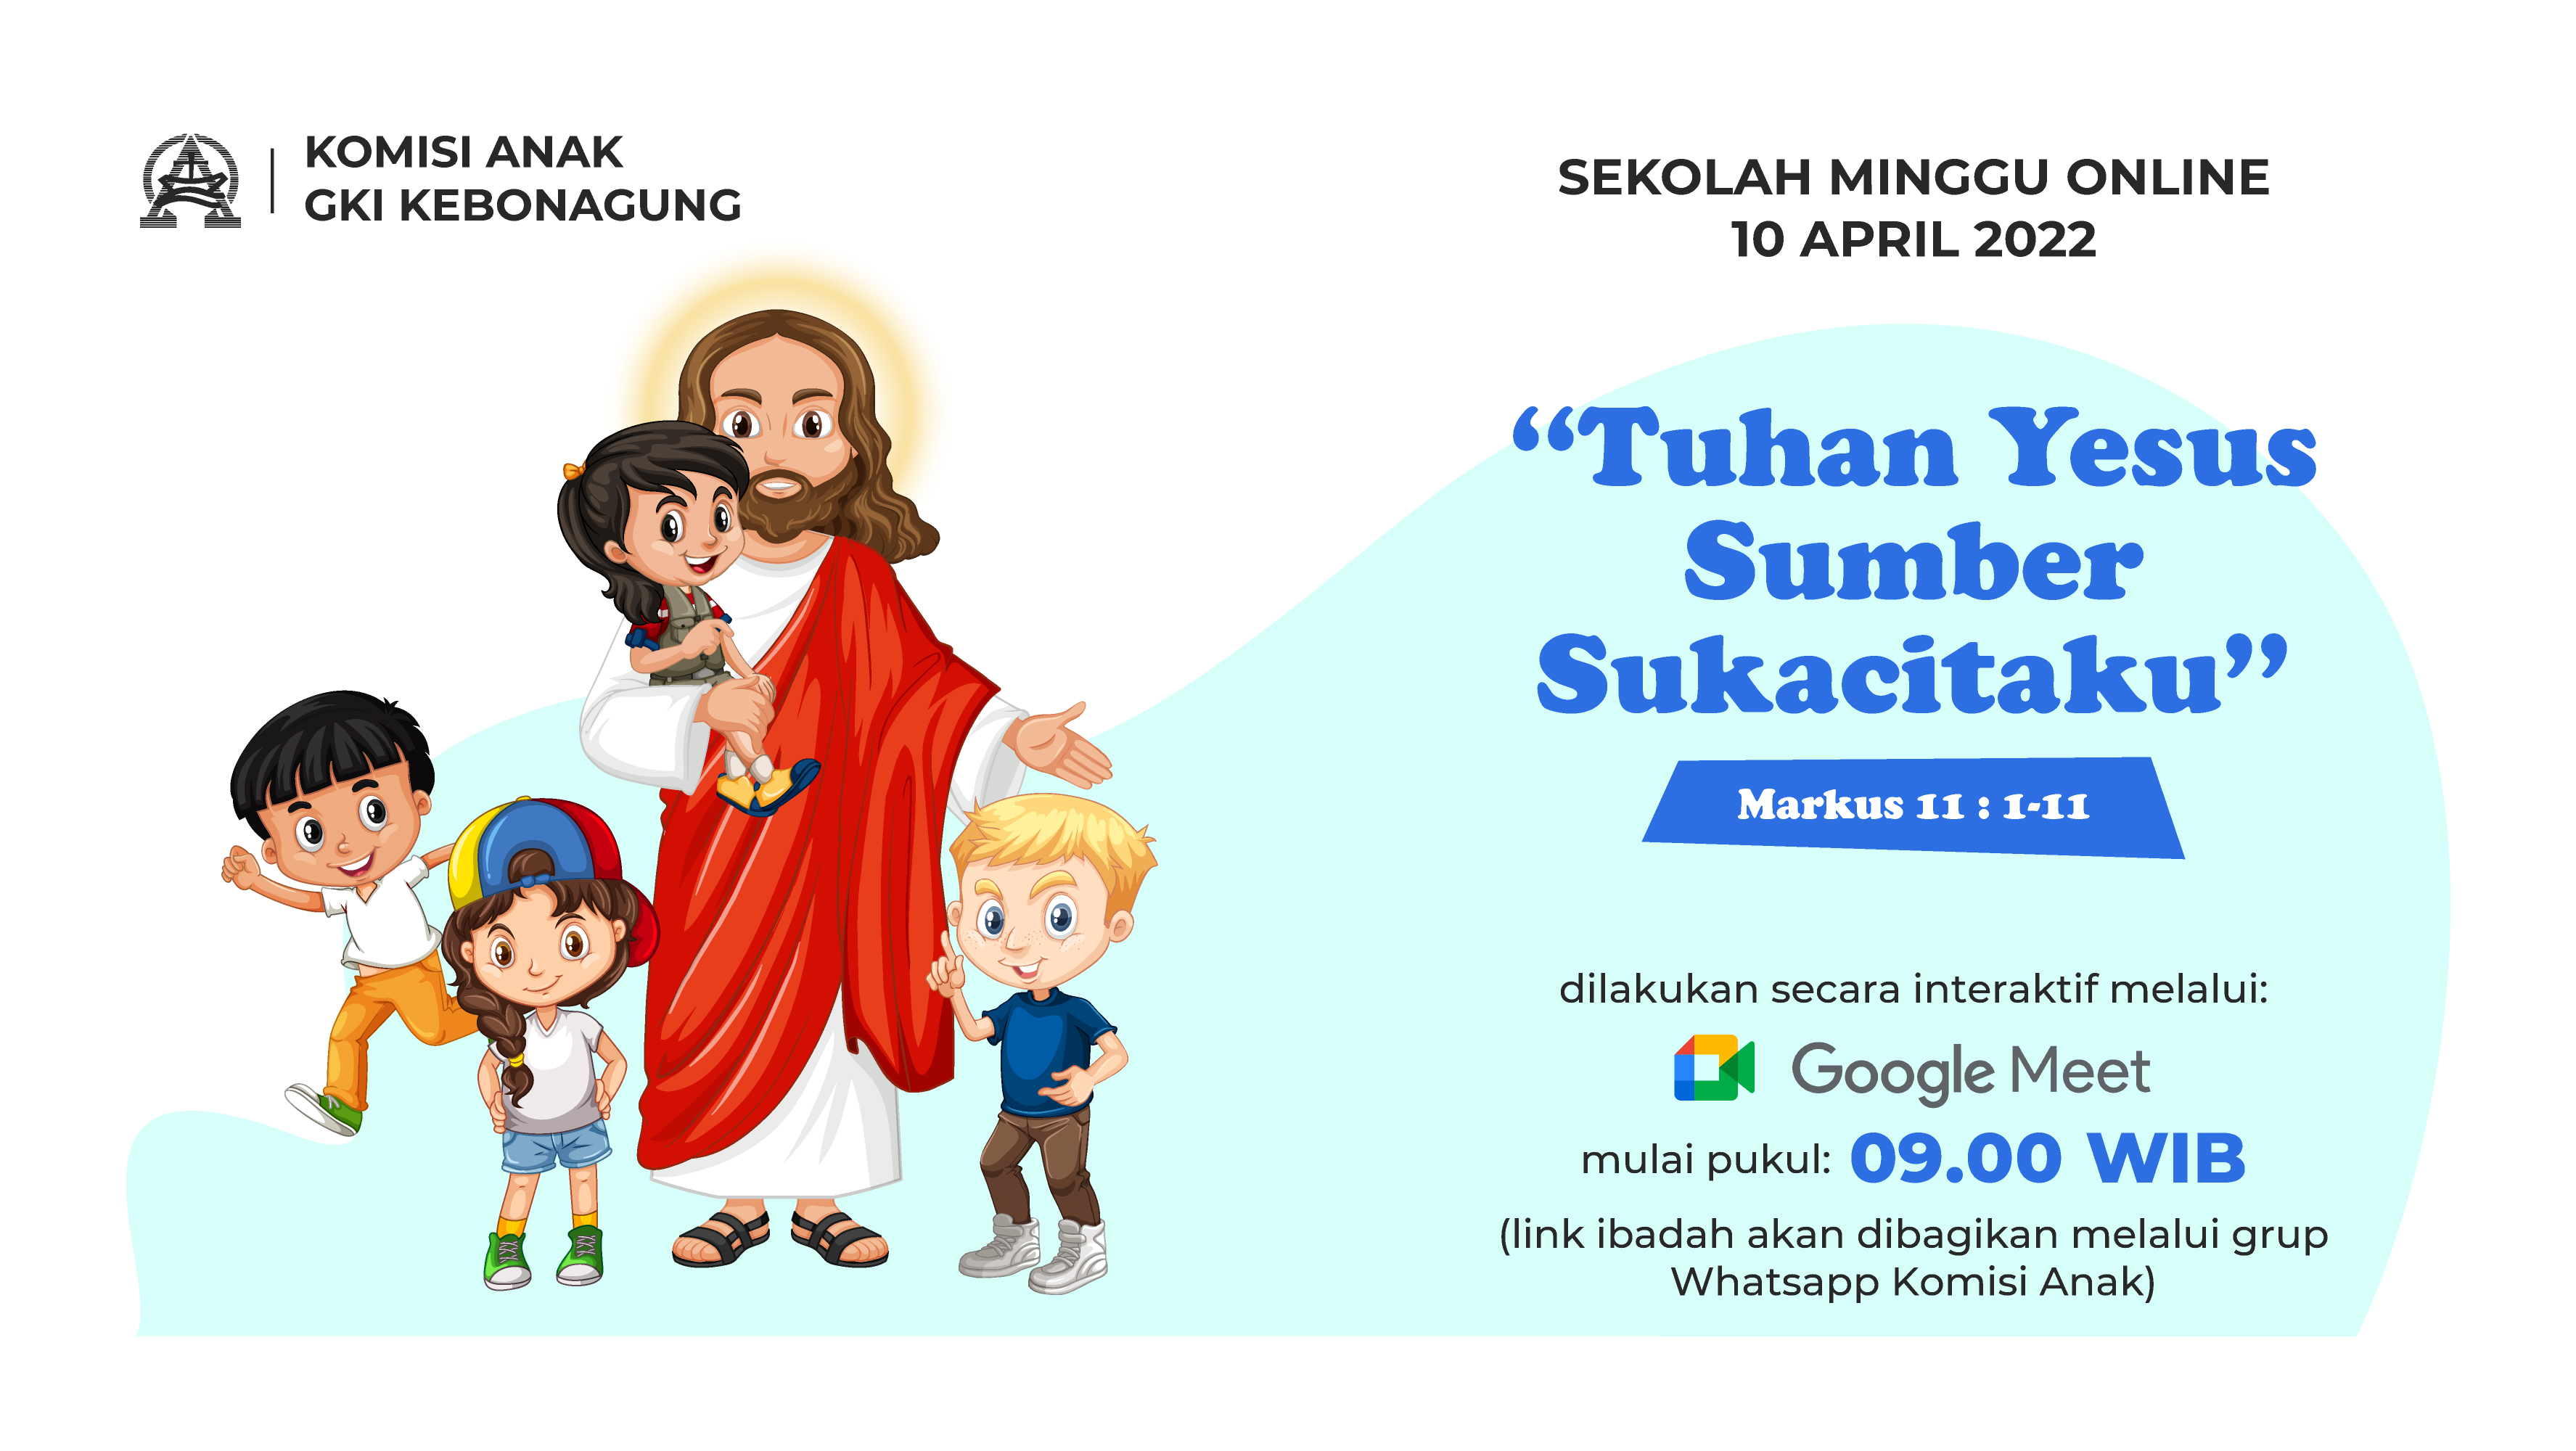 KOMISI ANAK
GKI KEBONAGUNG
SEKOLAH MINGGU ONLINE
10 APRIL 2022
“Tuhan Yesus
Sumber
Sukacitaku”
Markus 11 : 1-11
dilakukan secara interaktif melalui:
Google Meet
mulai pukul: 09.00 WIB
(link ibadah akan dibagikan melalui grup
Whatsapp Komisi Anak)